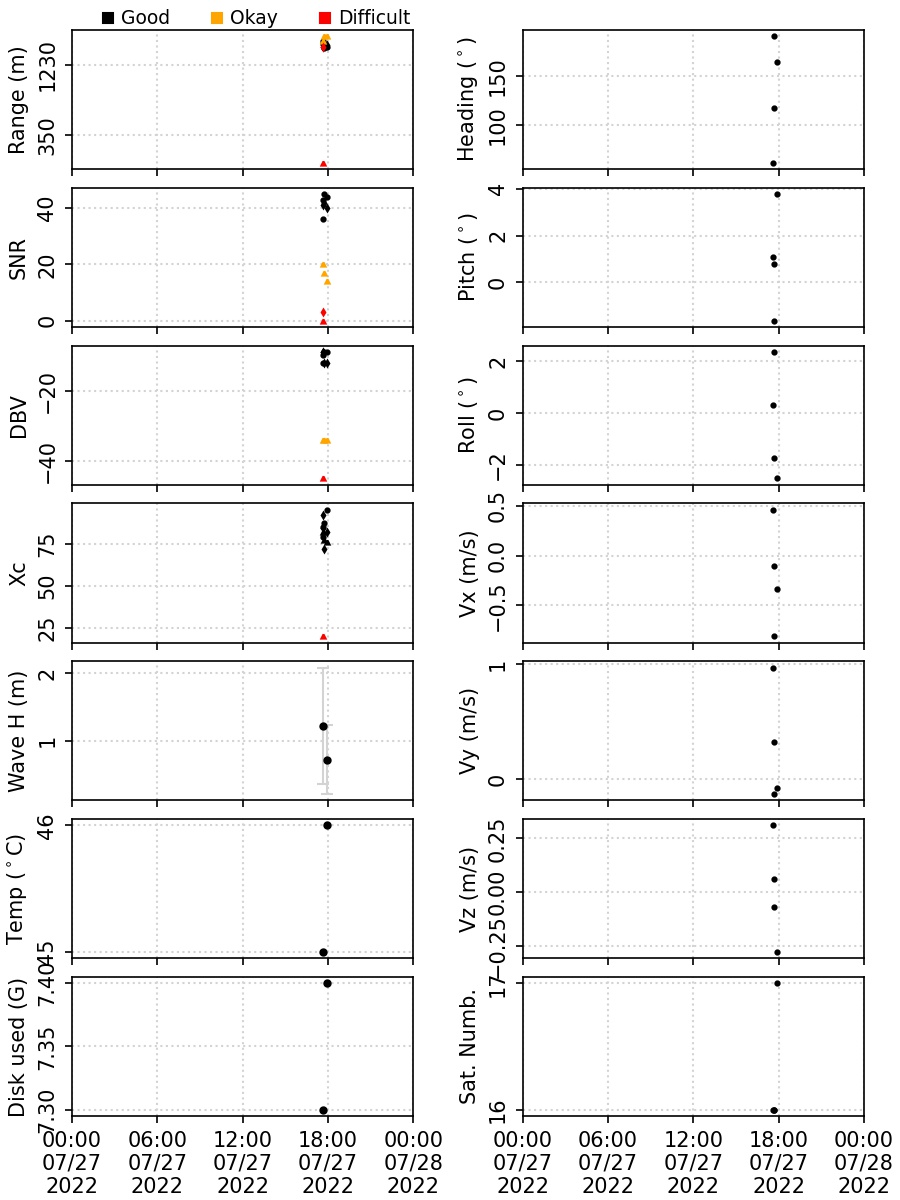 Good Okay Difficult
Range (m)
1230
350
Heading (°)
150
100
SNR
40
20
0
Pitch (°)
4
2
0
DBV
−20
−40
Roll (°)
2
0
−2
Xc
75
50
25
Vx (m/s)
0.5
0.0
−0.5
Wave H (m)
2
1
Vy (m/s)
1
0
Temp (°C)
46
45
Vz (m/s)
0.25
0.00
−0.25
Disk used (G)
7.40
7.35
7.30
Sat. Numb.
17
16
00:00 06:00 12:00 18:00 00:00
07/27 07/27 07/27 07/27 07/28
2022 2022 2022 2022 2022
00:00 06:00 12:00 18:00 00:00
07/27 07/27 07/27 07/27 07/28
2022 2022 2022 2022 2022